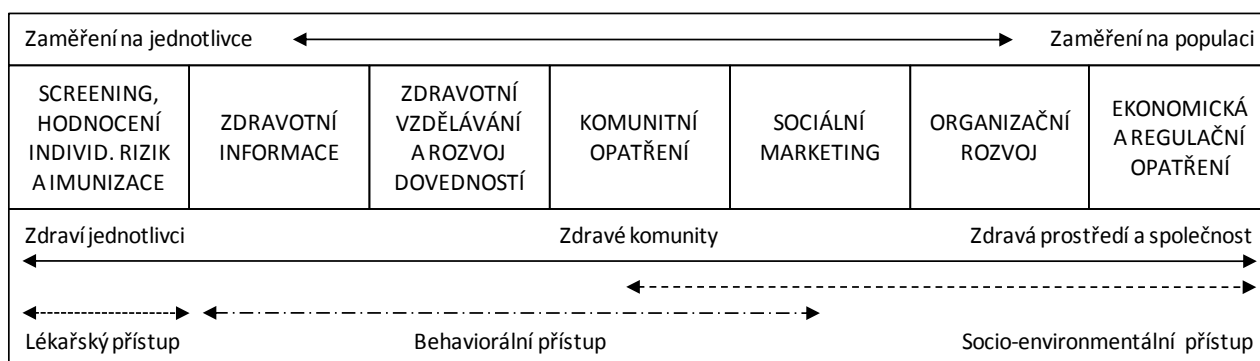 Zaměření na jednotlivce Zaměření na populaci
SCREENING,
HODNOCENÍ
INDIVID. RIZIK
A IMUNIZACE
ZDRAVOTNÍ
INFORMACE
ZDRAVOTNÍ
VZDĚLÁVÁNÍ
A ROZVOJ
DOVEDNOSTÍ
KOMUNITNÍ
OPATŘENÍ
SOCIÁLNÍ
MARKETING
ORGANIZAČNÍ
ROZVOJ
EKONOMICKÁ
A REGULAČNÍ
OPATŘENÍ
Zdraví jednotlivci Zdravé komunity Zdravá prostředí a společnost
Lékařský přístup Behaviorální přístup Socio-environmentální přístup